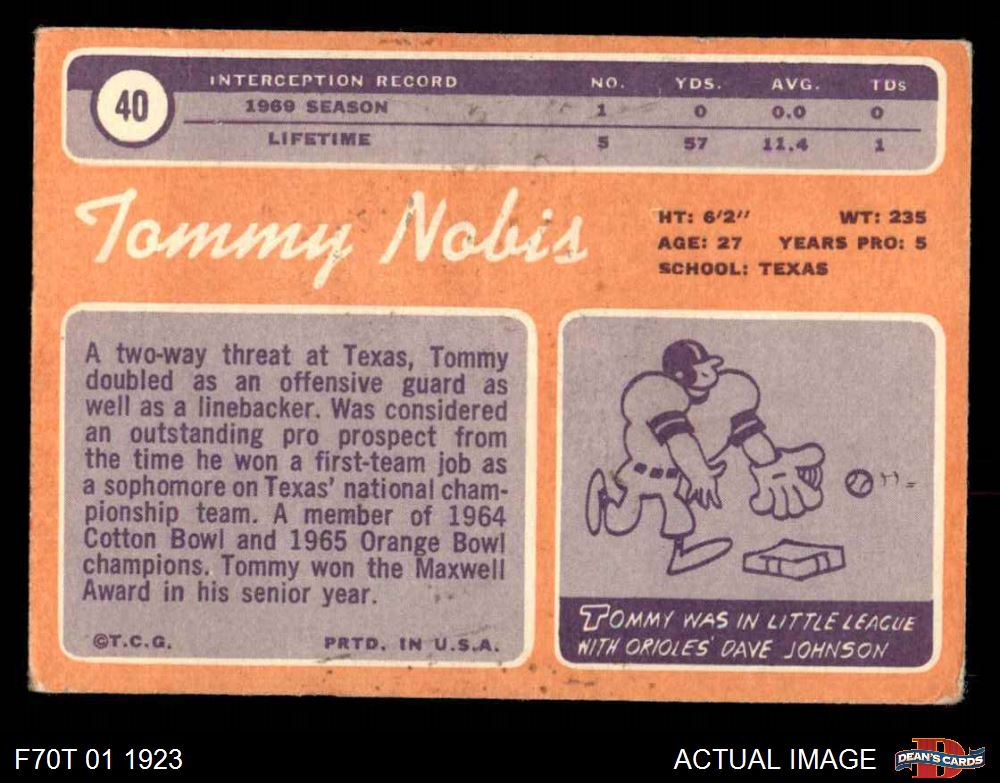 40
INTERCEPTION RECORD NO. YDS. AVG. TDs
1969 SEASON 1 0 0.0 0
LIFETIME 5 57 11.4 1
Tommy Nobis
HT: 6'2" WT: 235
AGE: 27 YEARS PRO: 5
SCHOOL: TEXAS
A two-way threat at Texas, Tommy
doubled as an offensive guard as
well as a linebacker. Was considered
an outstanding pro prospect from
the time he won a first-team job as
a sophomore on Texas' national cham-
pionship team. A member of 1964
Cotton Bowl and 1965 Orange Bowl
champions. Tommy won the Maxwell
Award in his senior year.
©T.C.G. PRTD. IN U.S.A.
TOMMY WAS IN LITTLE LEAGUE
WITH ORIOLES' DAVE JOHNSON
F70T 01 1923
ACTUAL IMAGE
D
DEAN'S CARDS